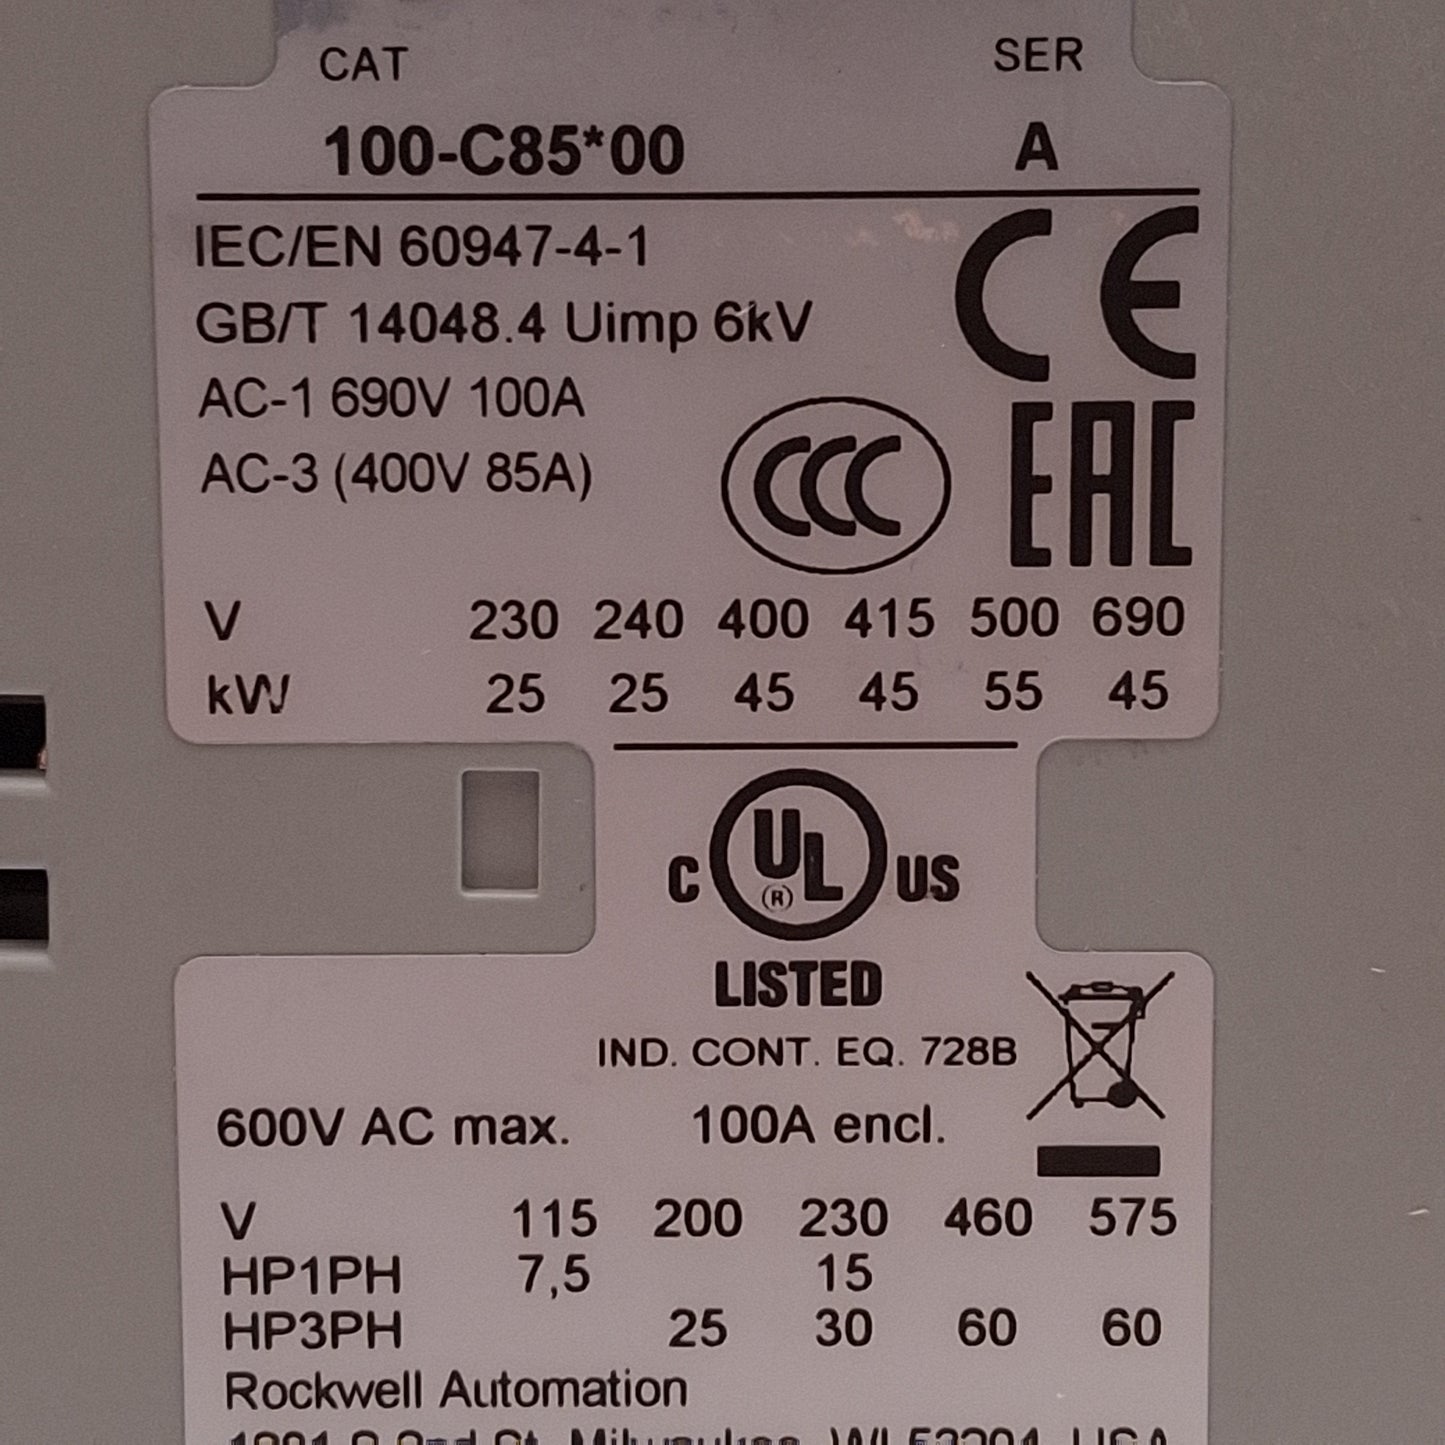 CAT SER
100-C85*00 A
IEC/EN 60947-4-1
GB/T 14048.4 Uimp 6kV
CE
AC-1 690V 100A
AC-3 (400V 85A)
CCC EAC
V 230 240 400 415 500 690
kW 25 25 45 45 55 45
C UL ® US
LISTED
IND. CONT. EQ. 728B
600V AC max. 100A encl.
V 115 200 230 460 575
HP1PH 7,5 15
HP3PH 25 30 60 60
Rockwell Automation